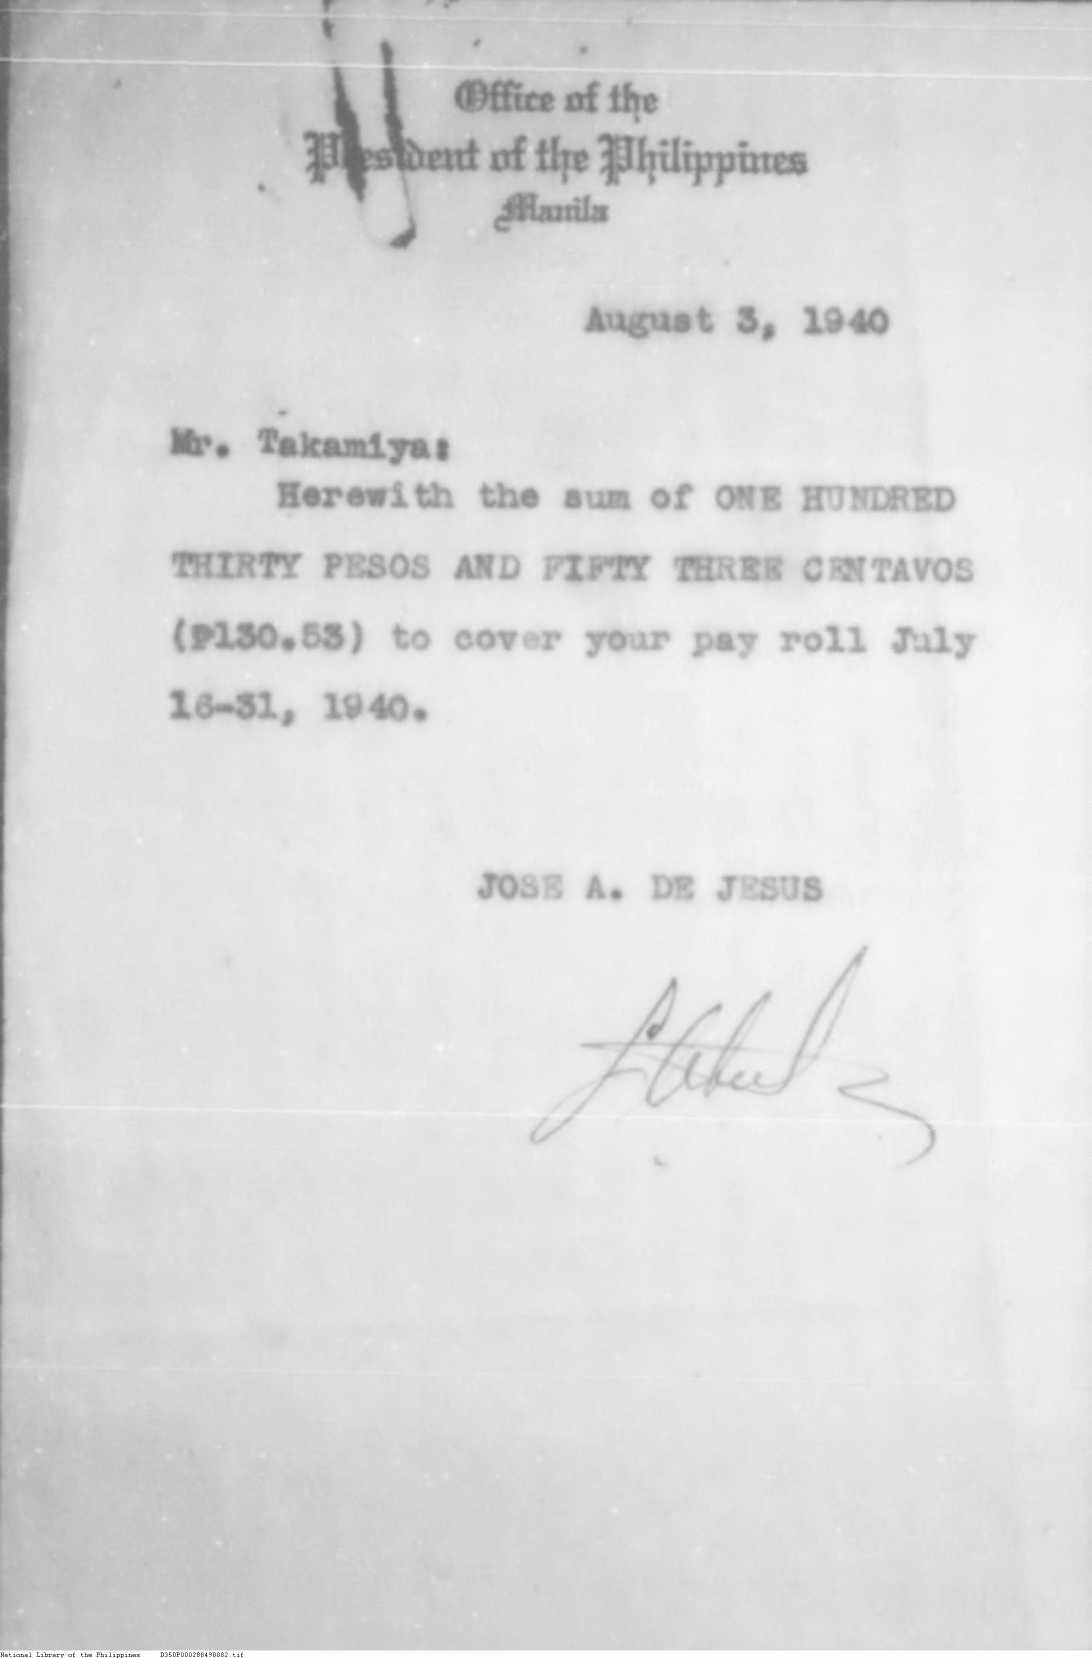 Office of the
President of the Philippines
Manila
August 3, 1940
Mr. Takamiya:
Herewith the sum of ONE HUNDRED
THIRTY PESOS AND FIFTY THREE CENTAVOS
(₱130.53) to cover your pay roll July
16-31, 1940.
JOSE A. DE JESUS
National Library of the Philippines D350P000288498082.tif